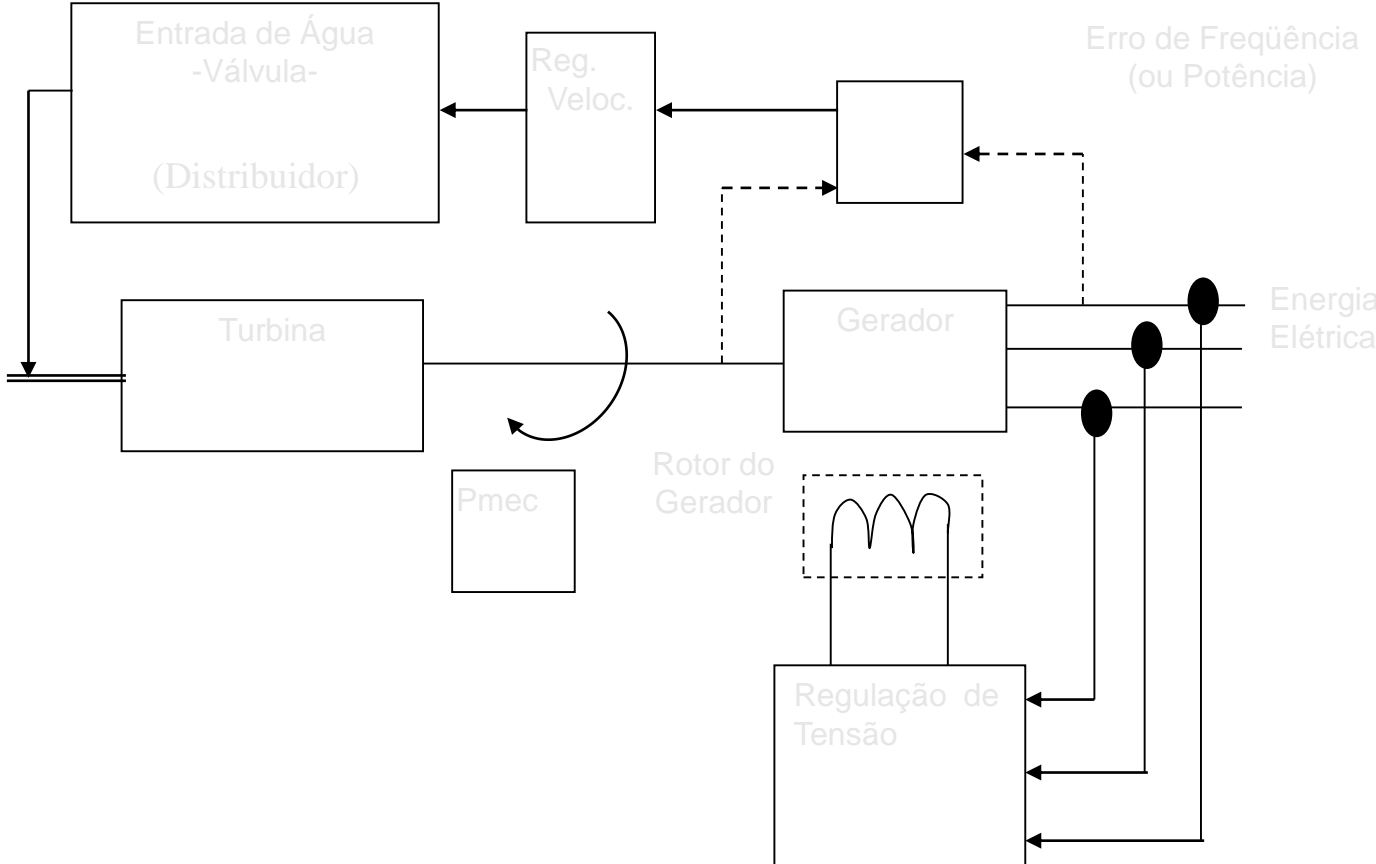 Entrada de Água
-Válvula-
(Distribuidor)
Reg.
Veloc.
Erro de Freqüência
(ou Potência)
Turbina
Gerador
Energia
Elétrica
Pmec
Rotor do
Gerador
Regulação de
Tensão